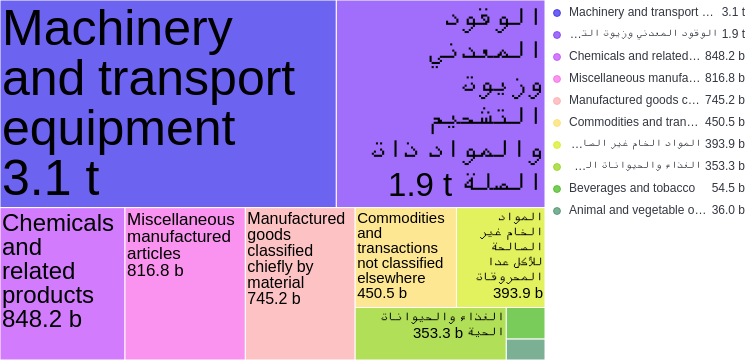 Machinery
and transport
equipment
3.1 t
الوقود
المعدني
وزيوت
التشحيم
والمواد ذات
الصلة 1.9 t
Chemicals
and
related
products
848.2 b
Miscellaneous
manufactured
articles
816.8 b
Manufactured
goods
classified
chiefly by
material
745.2 b
Commodities
and
transactions
not classified
elsewhere
450.5 b
المواد
الخام غير
الصالحة
للأكل عدا
المحروقات
393.9 b
الغذاء والحيوانات
الحية 353.3 b
Machinery and transport ... 3.1 t
الوقود المعدني وزيوت الت... 1.9 t
Chemicals and related... 848.2 b
Miscellaneous manufa... 816.8 b
Manufactured goods c... 745.2 b
Commodities and tran... 450.5 b
المواد الخام غير الصا... 393.9 b
الغذاء والحيوانات ال... 353.3 b
Beverages and tobacco 54.5 b
Animal and vegetable o... 36.0 b